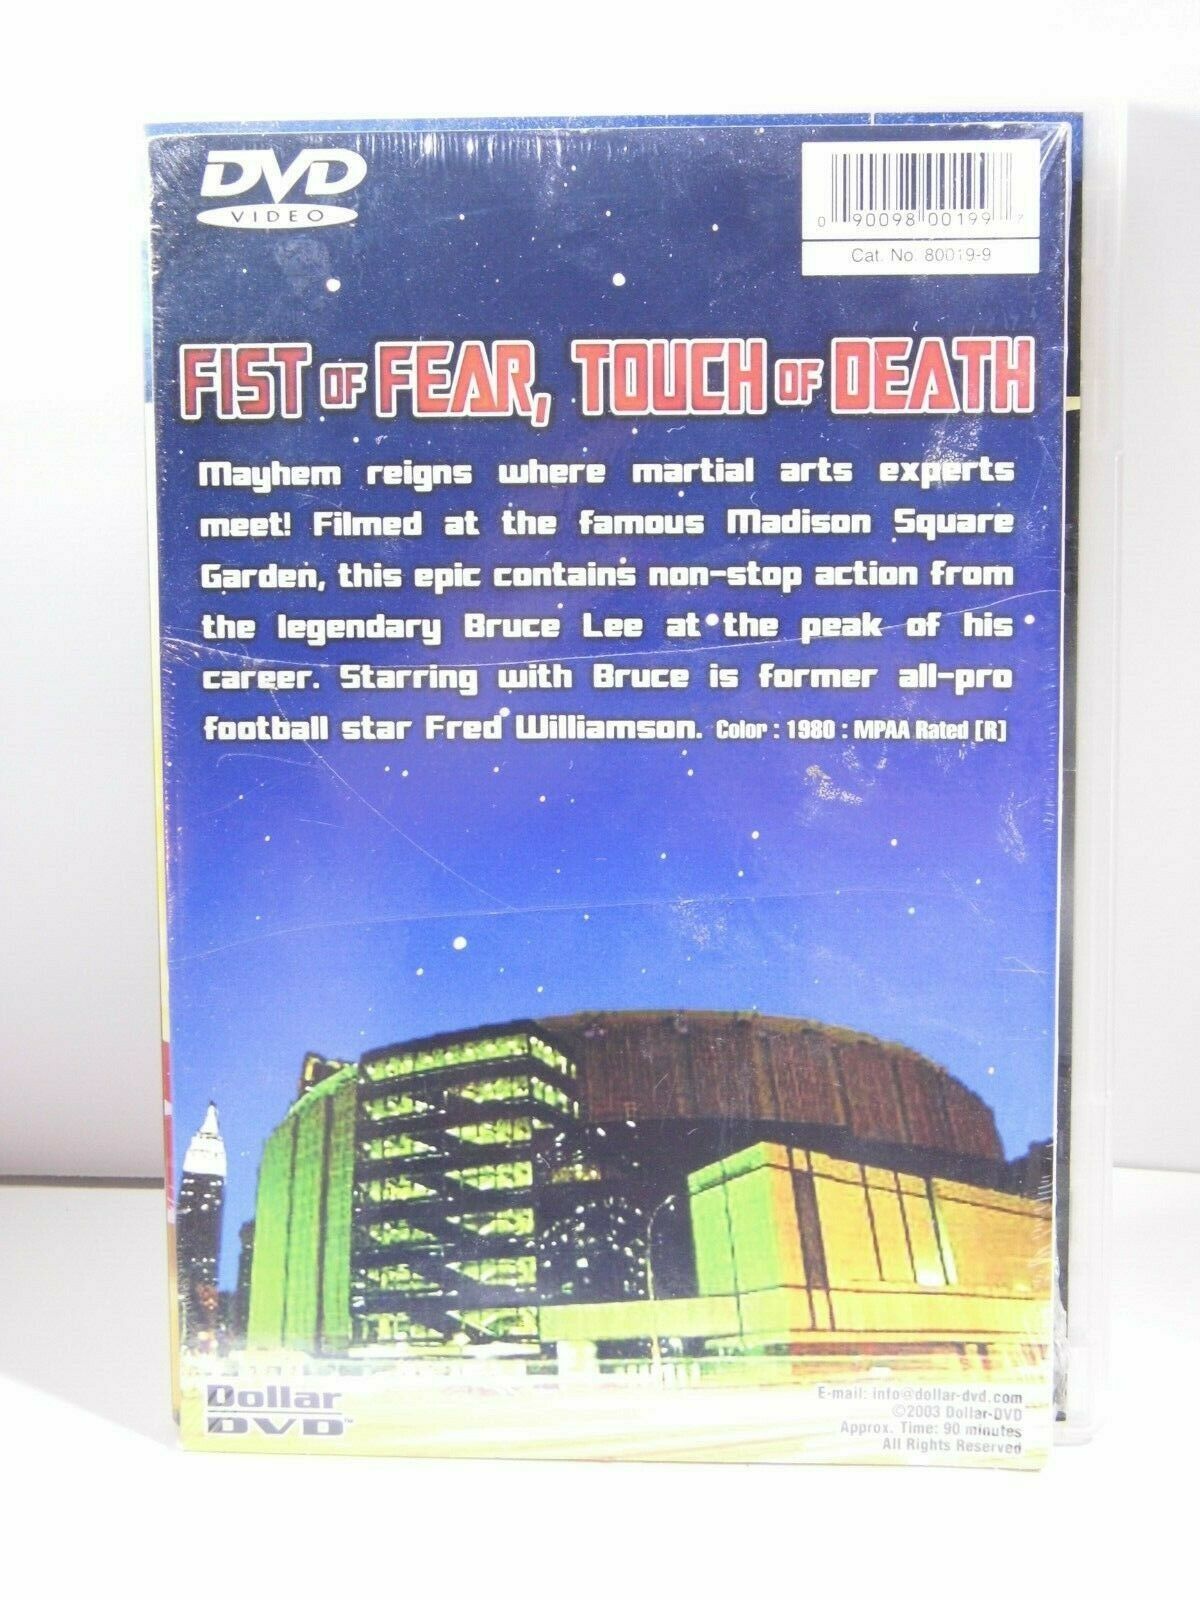 DVD
VIDEO
0 90098 00199 7
Cat. No. 80019-9
FIST OF FEAR, TOUCH OF DEATH
Mayhem reigns where martial arts experts
meet! Filmed at the famous Madison Square
Garden, this epic contains non-stop action from
the legendary Bruce Lee at the peak of his
career. Starring with Bruce is former all-pro
football star Fred Williamson. Color : 1980 : MPAA Rated [R]
Dollar
DVD™
E-mail: info@dollar-dvd.com
©2003 Dollar-DVD
Approx. Time: 90 minutes
All Rights Reserved